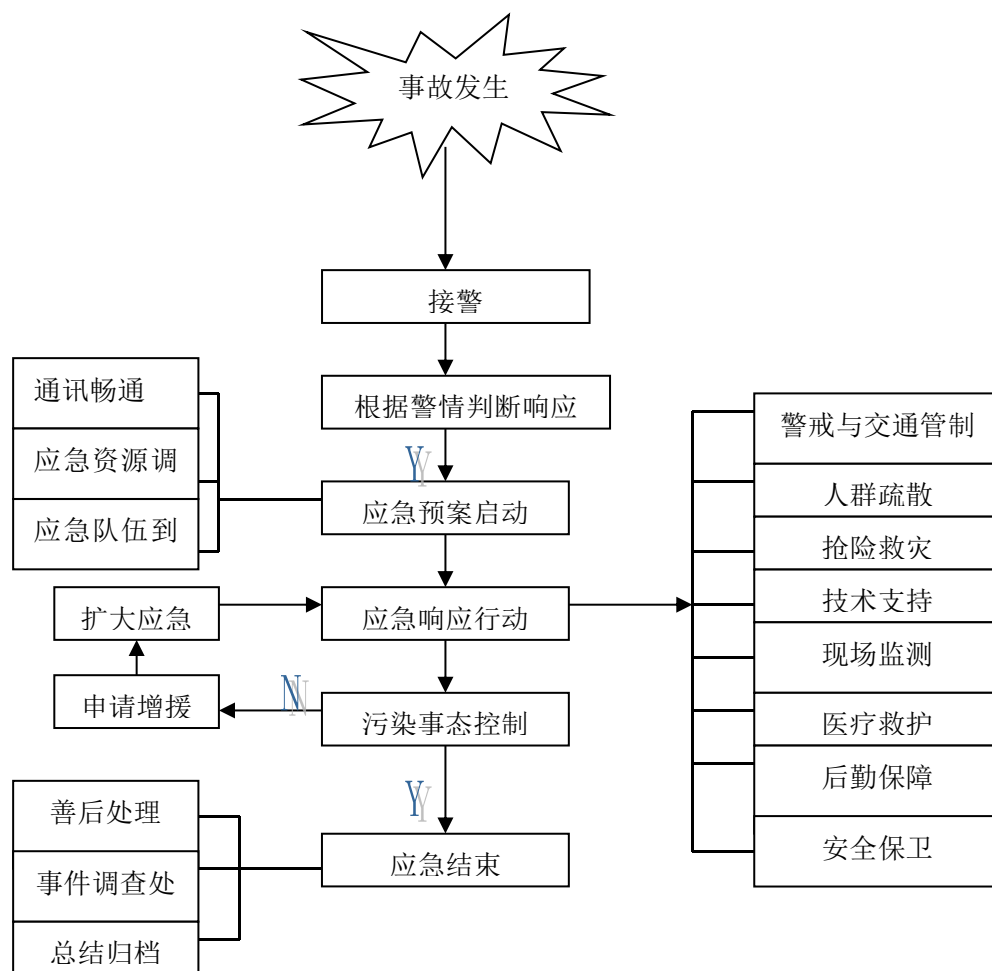 事故发生
接警
根据警情判断响应
Y
应急预案启动
通讯畅通
应急资源调
应急队伍到
应急响应行动
扩大应急
申请增援
N
污染事态控制
Y
应急结束
善后处理
事件调查处
总结归档
警戒与交通管制
人群疏散
抢险救灾
技术支持
现场监测
医疗救护
后勤保障
安全保卫